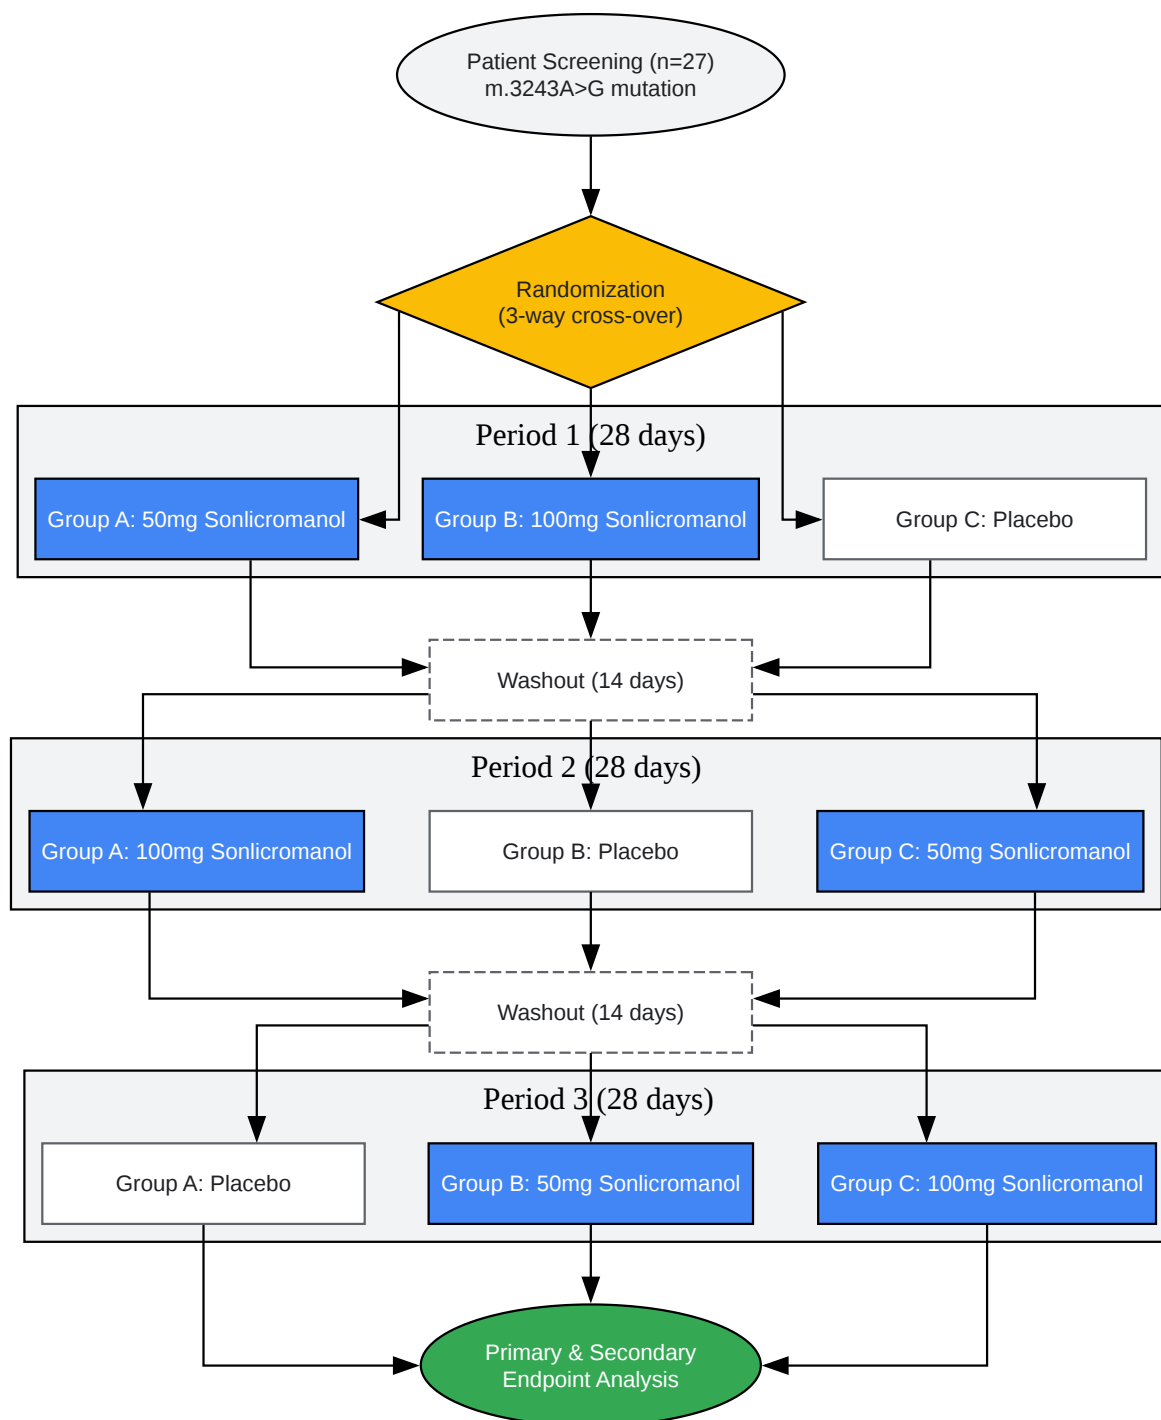 Patient Screening (n=27)
m.3243A>G mutation
Randomization
(3-way cross-over)
Period 1 (28 days)
Group A: 50mg Sonlicromanol
Group B: 100mg Sonlicromanol
Group C: Placebo
Washout (14 days)
Period 2 (28 days)
Group A: 100mg Sonlicromanol
Group B: Placebo
Group C: 50mg Sonlicromanol
Washout (14 days)
Period 3 (28 days)
Group A: Placebo
Group B: 50mg Sonlicromanol
Group C: 100mg Sonlicromanol
Primary & Secondary
Endpoint Analysis